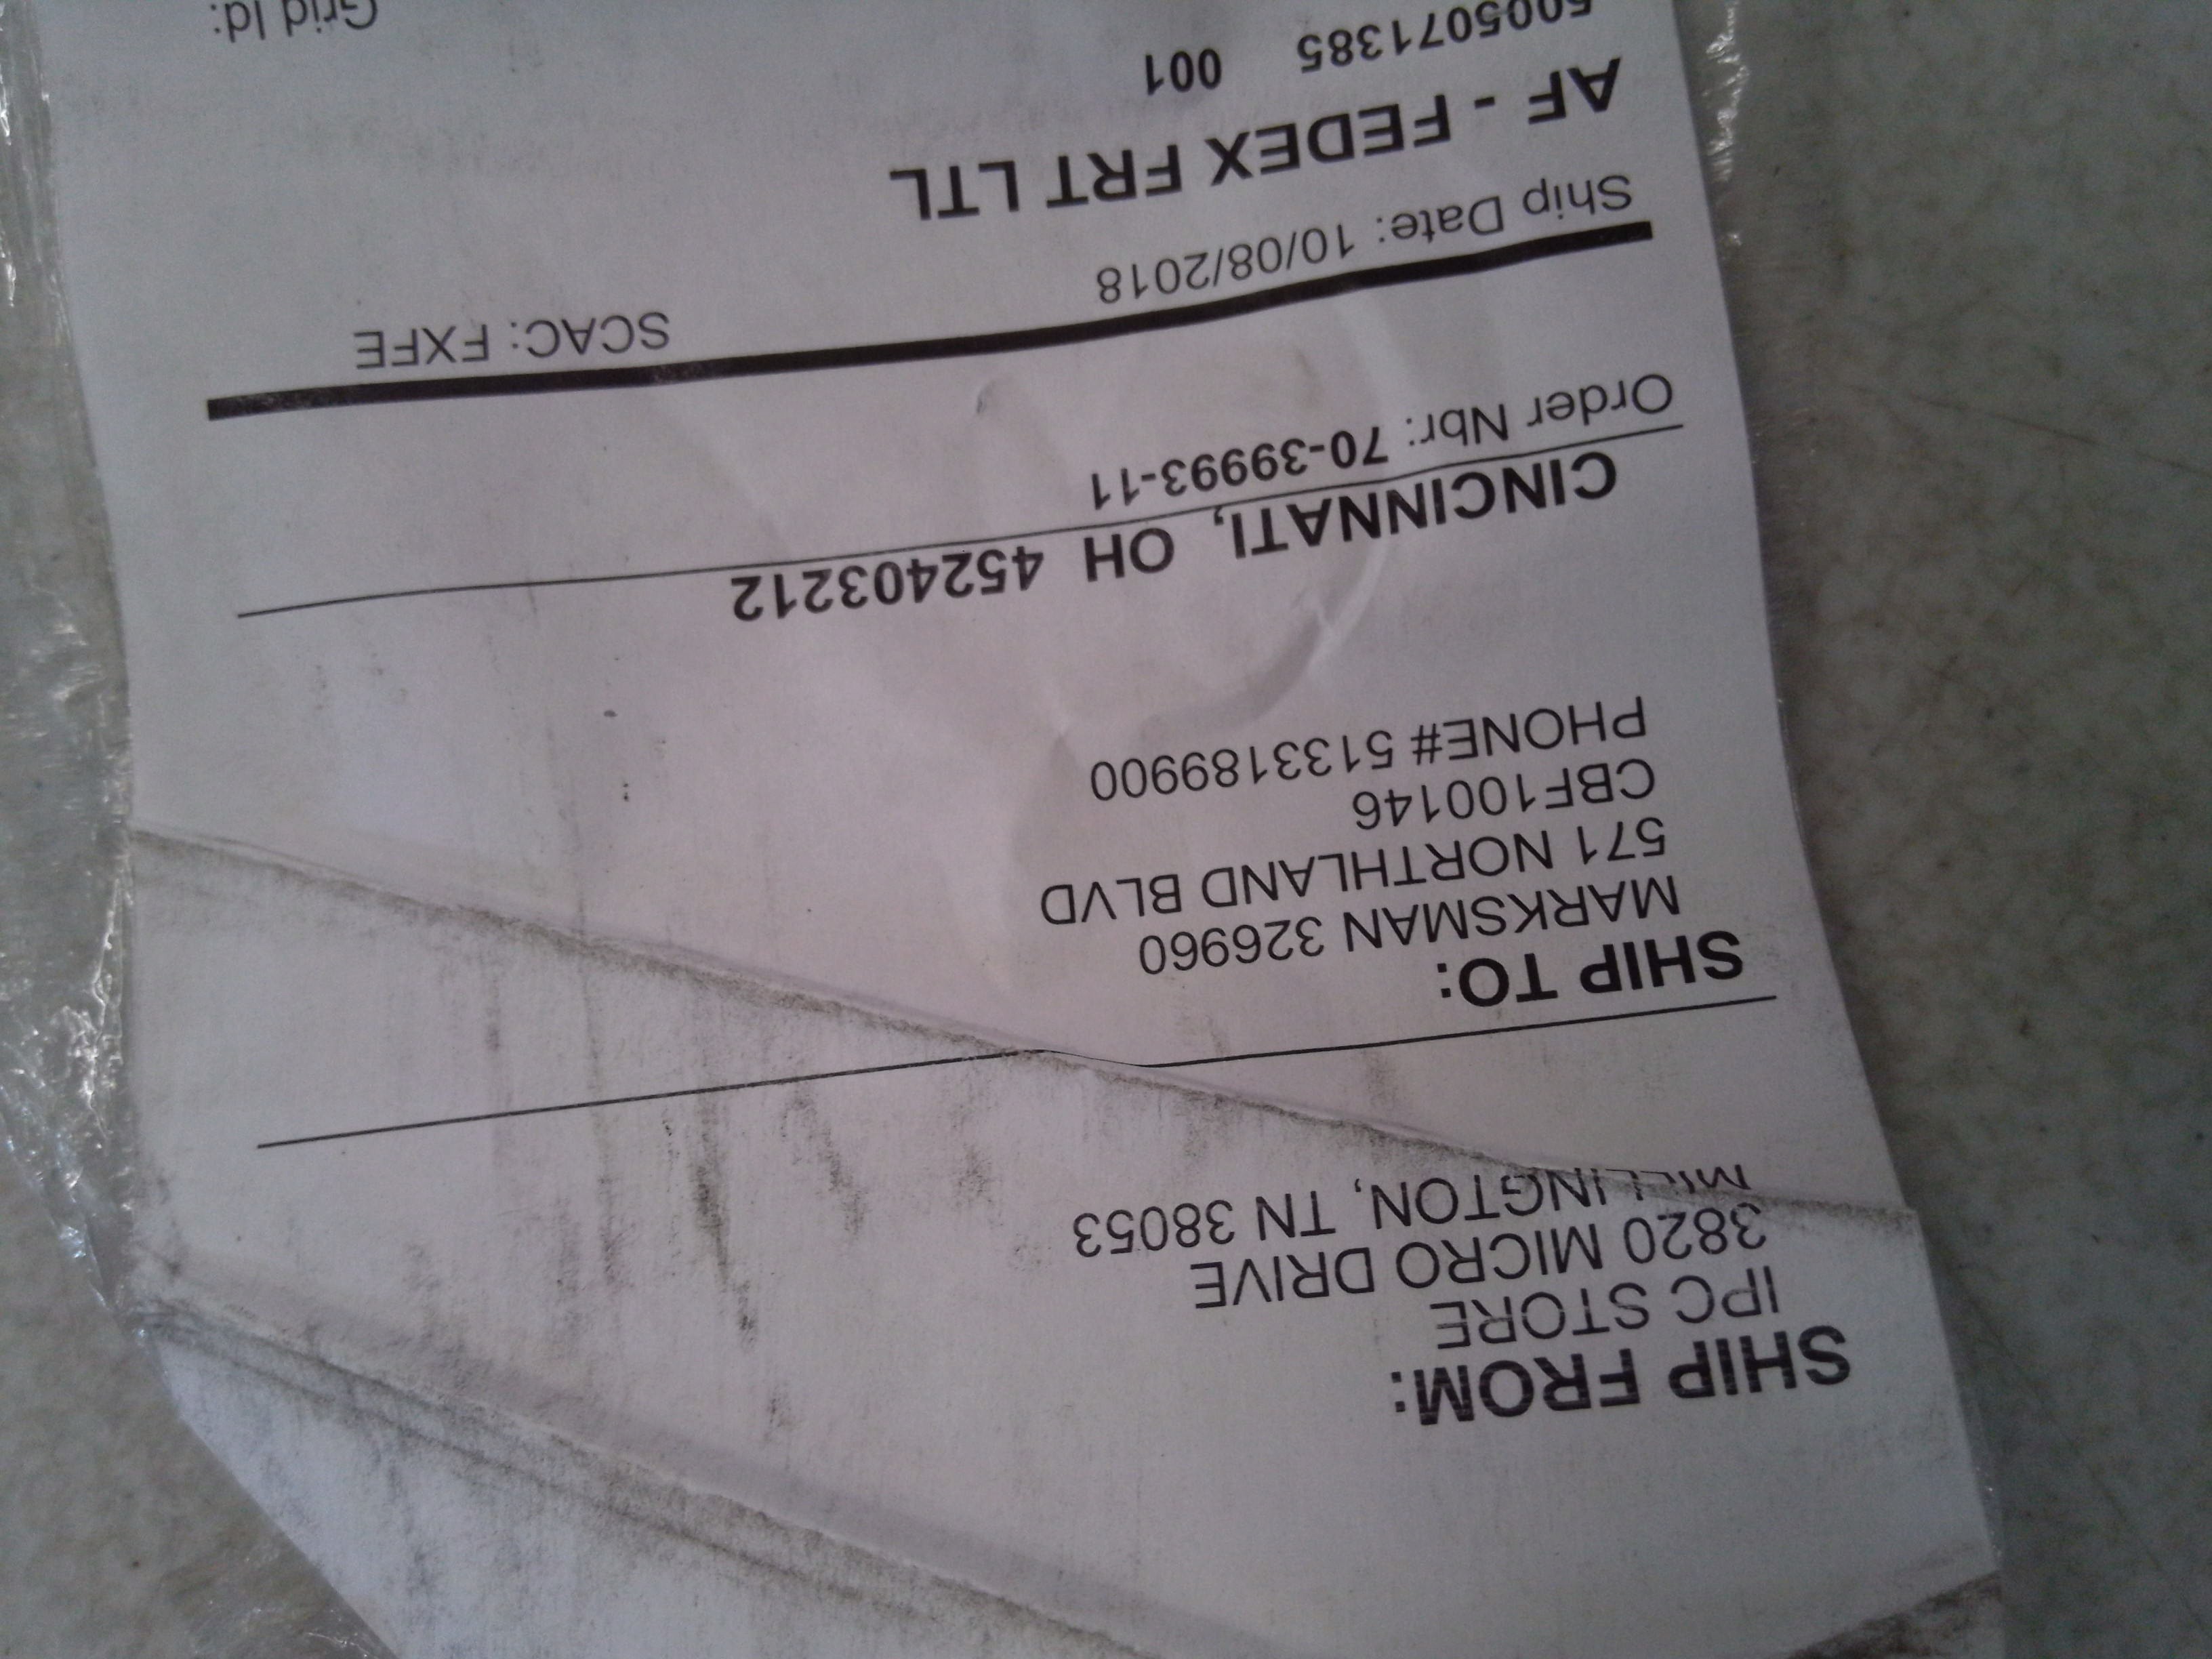 SHIP FROM:
IPC STORE
3820 MICRO DRIVE
MILLINGTON, TN 38053
SHIP TO:
MARKSMAN 326960
571 NORTHLAND BLVD
CBF100146
PHONE# 5133189900
CINCINNATI, OH 452403212
Order Nbr: 70-39993-11
Ship Date: 10/08/2018 SCAC: FXFE
AF - FEDEX FRT LTL
5005071385 001
Grid Id: